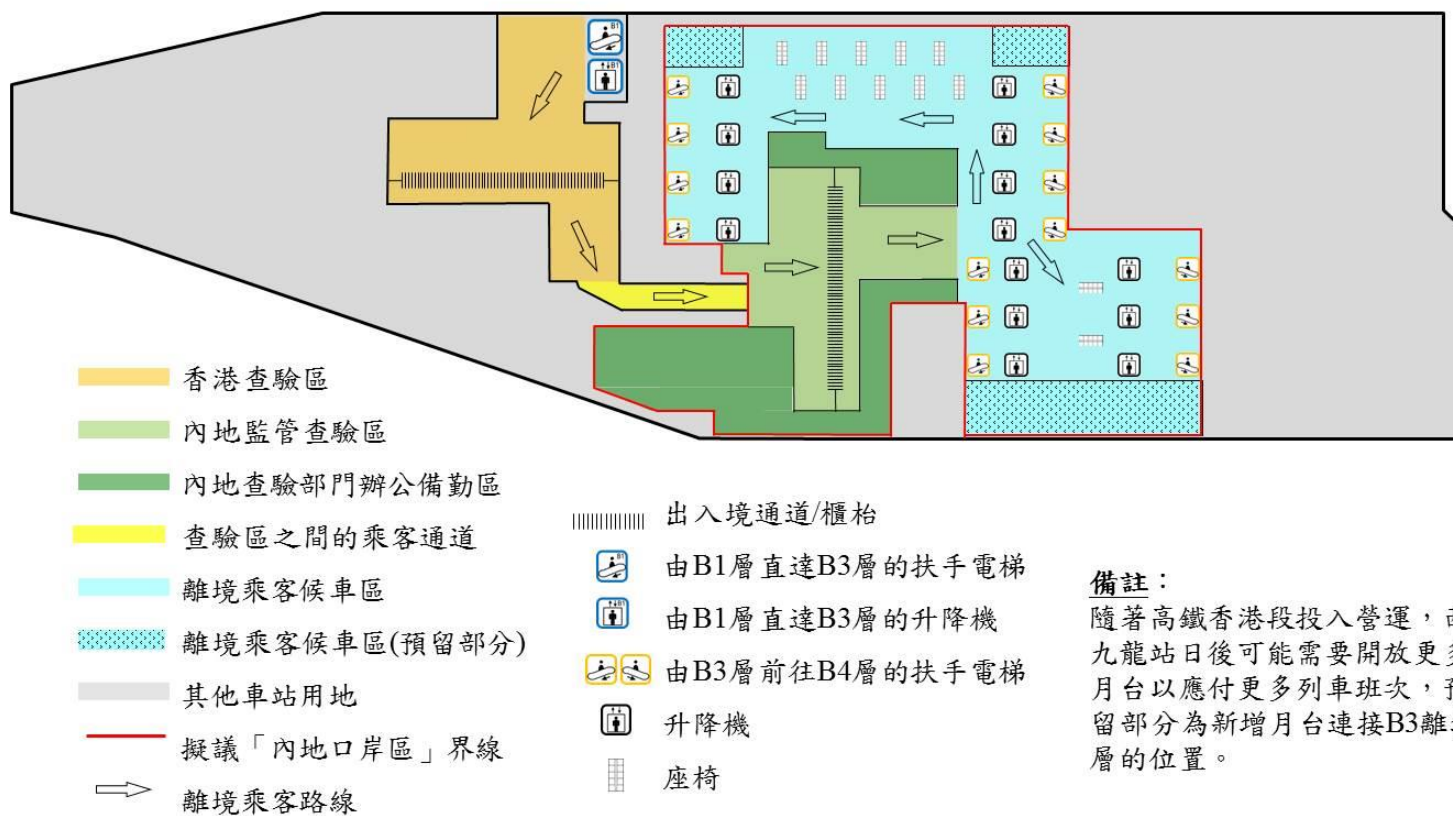 香港查驗區
內地監管查驗區
內地查驗部門辦公備勤區
查驗區之間的乘客通道
離境乘客候車區
離境乘客候車區(預留部分)
其他車站用地
擬議「內地口岸區」界線
離境乘客路線
出入境通道/櫃枱
由B1層直達B3層的扶手電梯
由B1層直達B3層的升降機
由B3層前往B4層的扶手電梯
升降機
座椅
備註：
隨著高鐵香港段投入營運，
九龍站日後可能需要開放更
月台以應付更多列車班次，
留部分為新增月台連接B3離
層的位置。
B1
B1